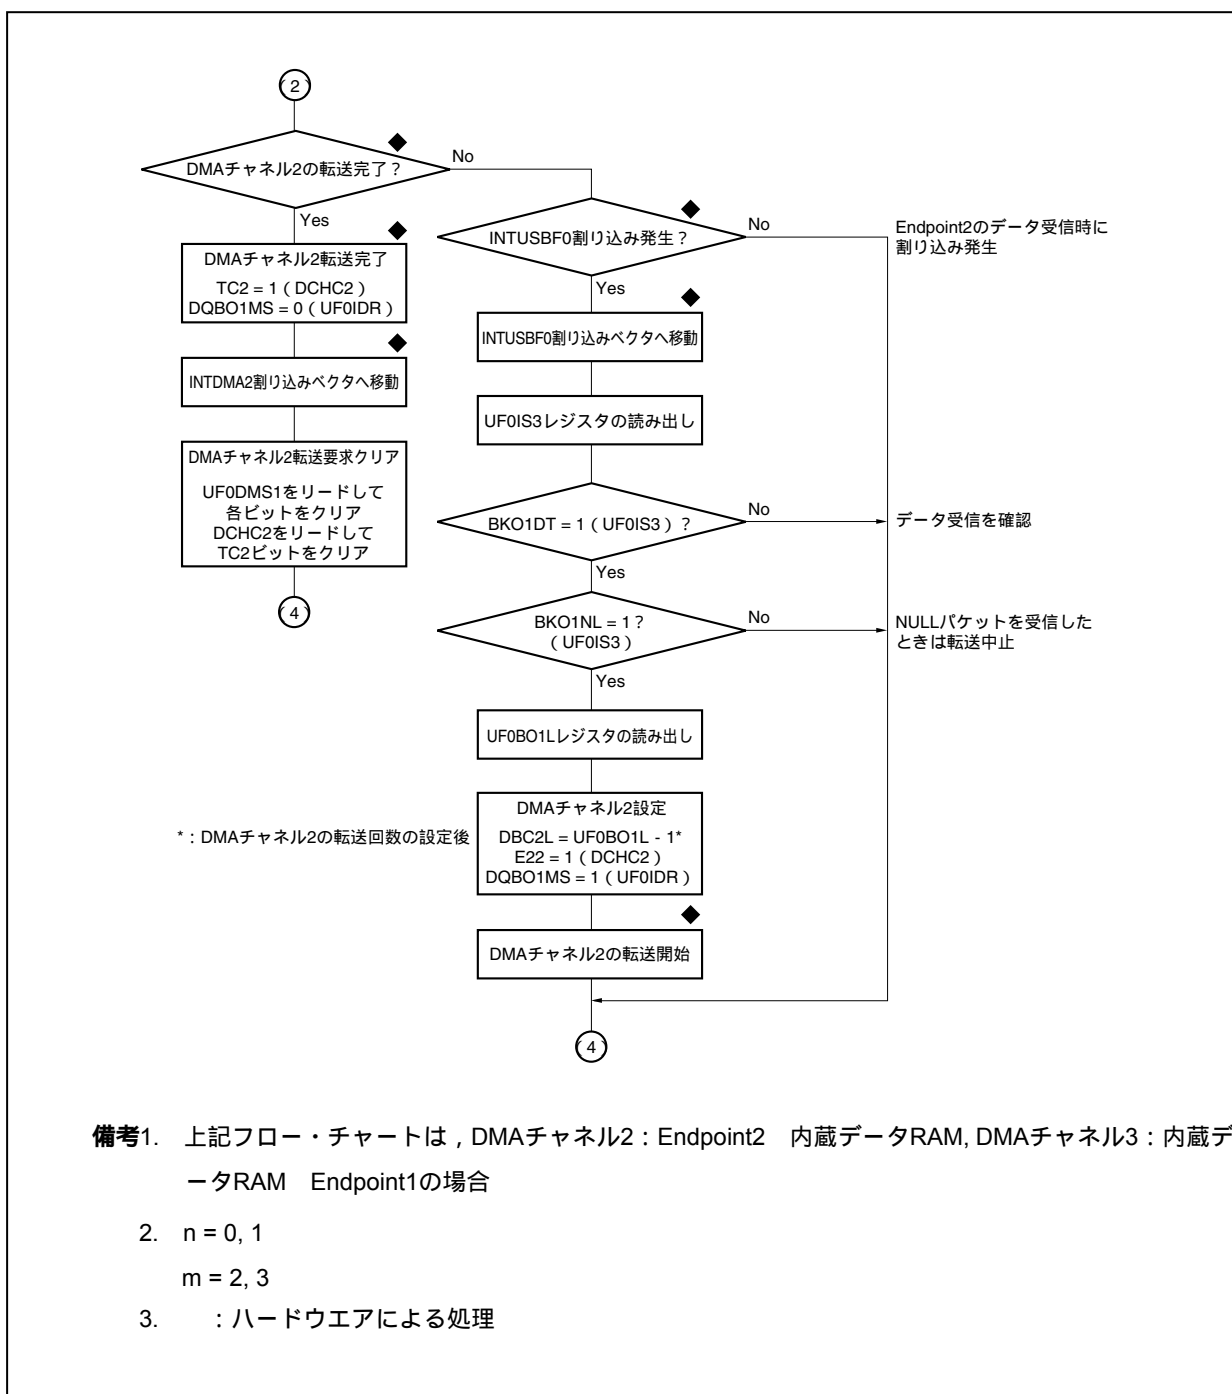 2
DMAチャネル2の転送完了？
No
Yes
DMAチャネル2転送完了
TC2 = 1（DCHC2）
DQBO1MS = 0（UF0IDR）
INTDMA2割り込みベクタへ移動
DMAチャネル2転送要求クリア
UF0DMS1をリードして
各ビットをクリア
DCHC2をリードして
TC2ビットをクリア
4
INTUSBF0割り込み発生？
No
Endpoint2のデータ受信時に
割り込み発生
Yes
INTUSBF0割り込みベクタへ移動
UF0IS3レジスタの読み出し
BKO1DT = 1（UF0IS3）？
No
データ受信を確認
Yes
BKO1NL = 1？
（UF0IS3）
No
NULLパケットを受信した
ときは転送中止
Yes
UF0BO1Lレジスタの読み出し
*：DMAチャネル2の転送回数の設定後
DMAチャネル2設定
DBC2L = UF0BO1L - 1*
E22 = 1（DCHC2）
DQBO1MS = 1（UF0IDR）
DMAチャネル2の転送開始
4
備考1. 上記フロー・チャートは，DMAチャネル2：Endpoint2　内蔵データRAM, DMAチャネル3：内蔵デ
ータRAM　Endpoint1の場合
2. n = 0, 1
m = 2, 3
3. 　：ハードウエアによる処理